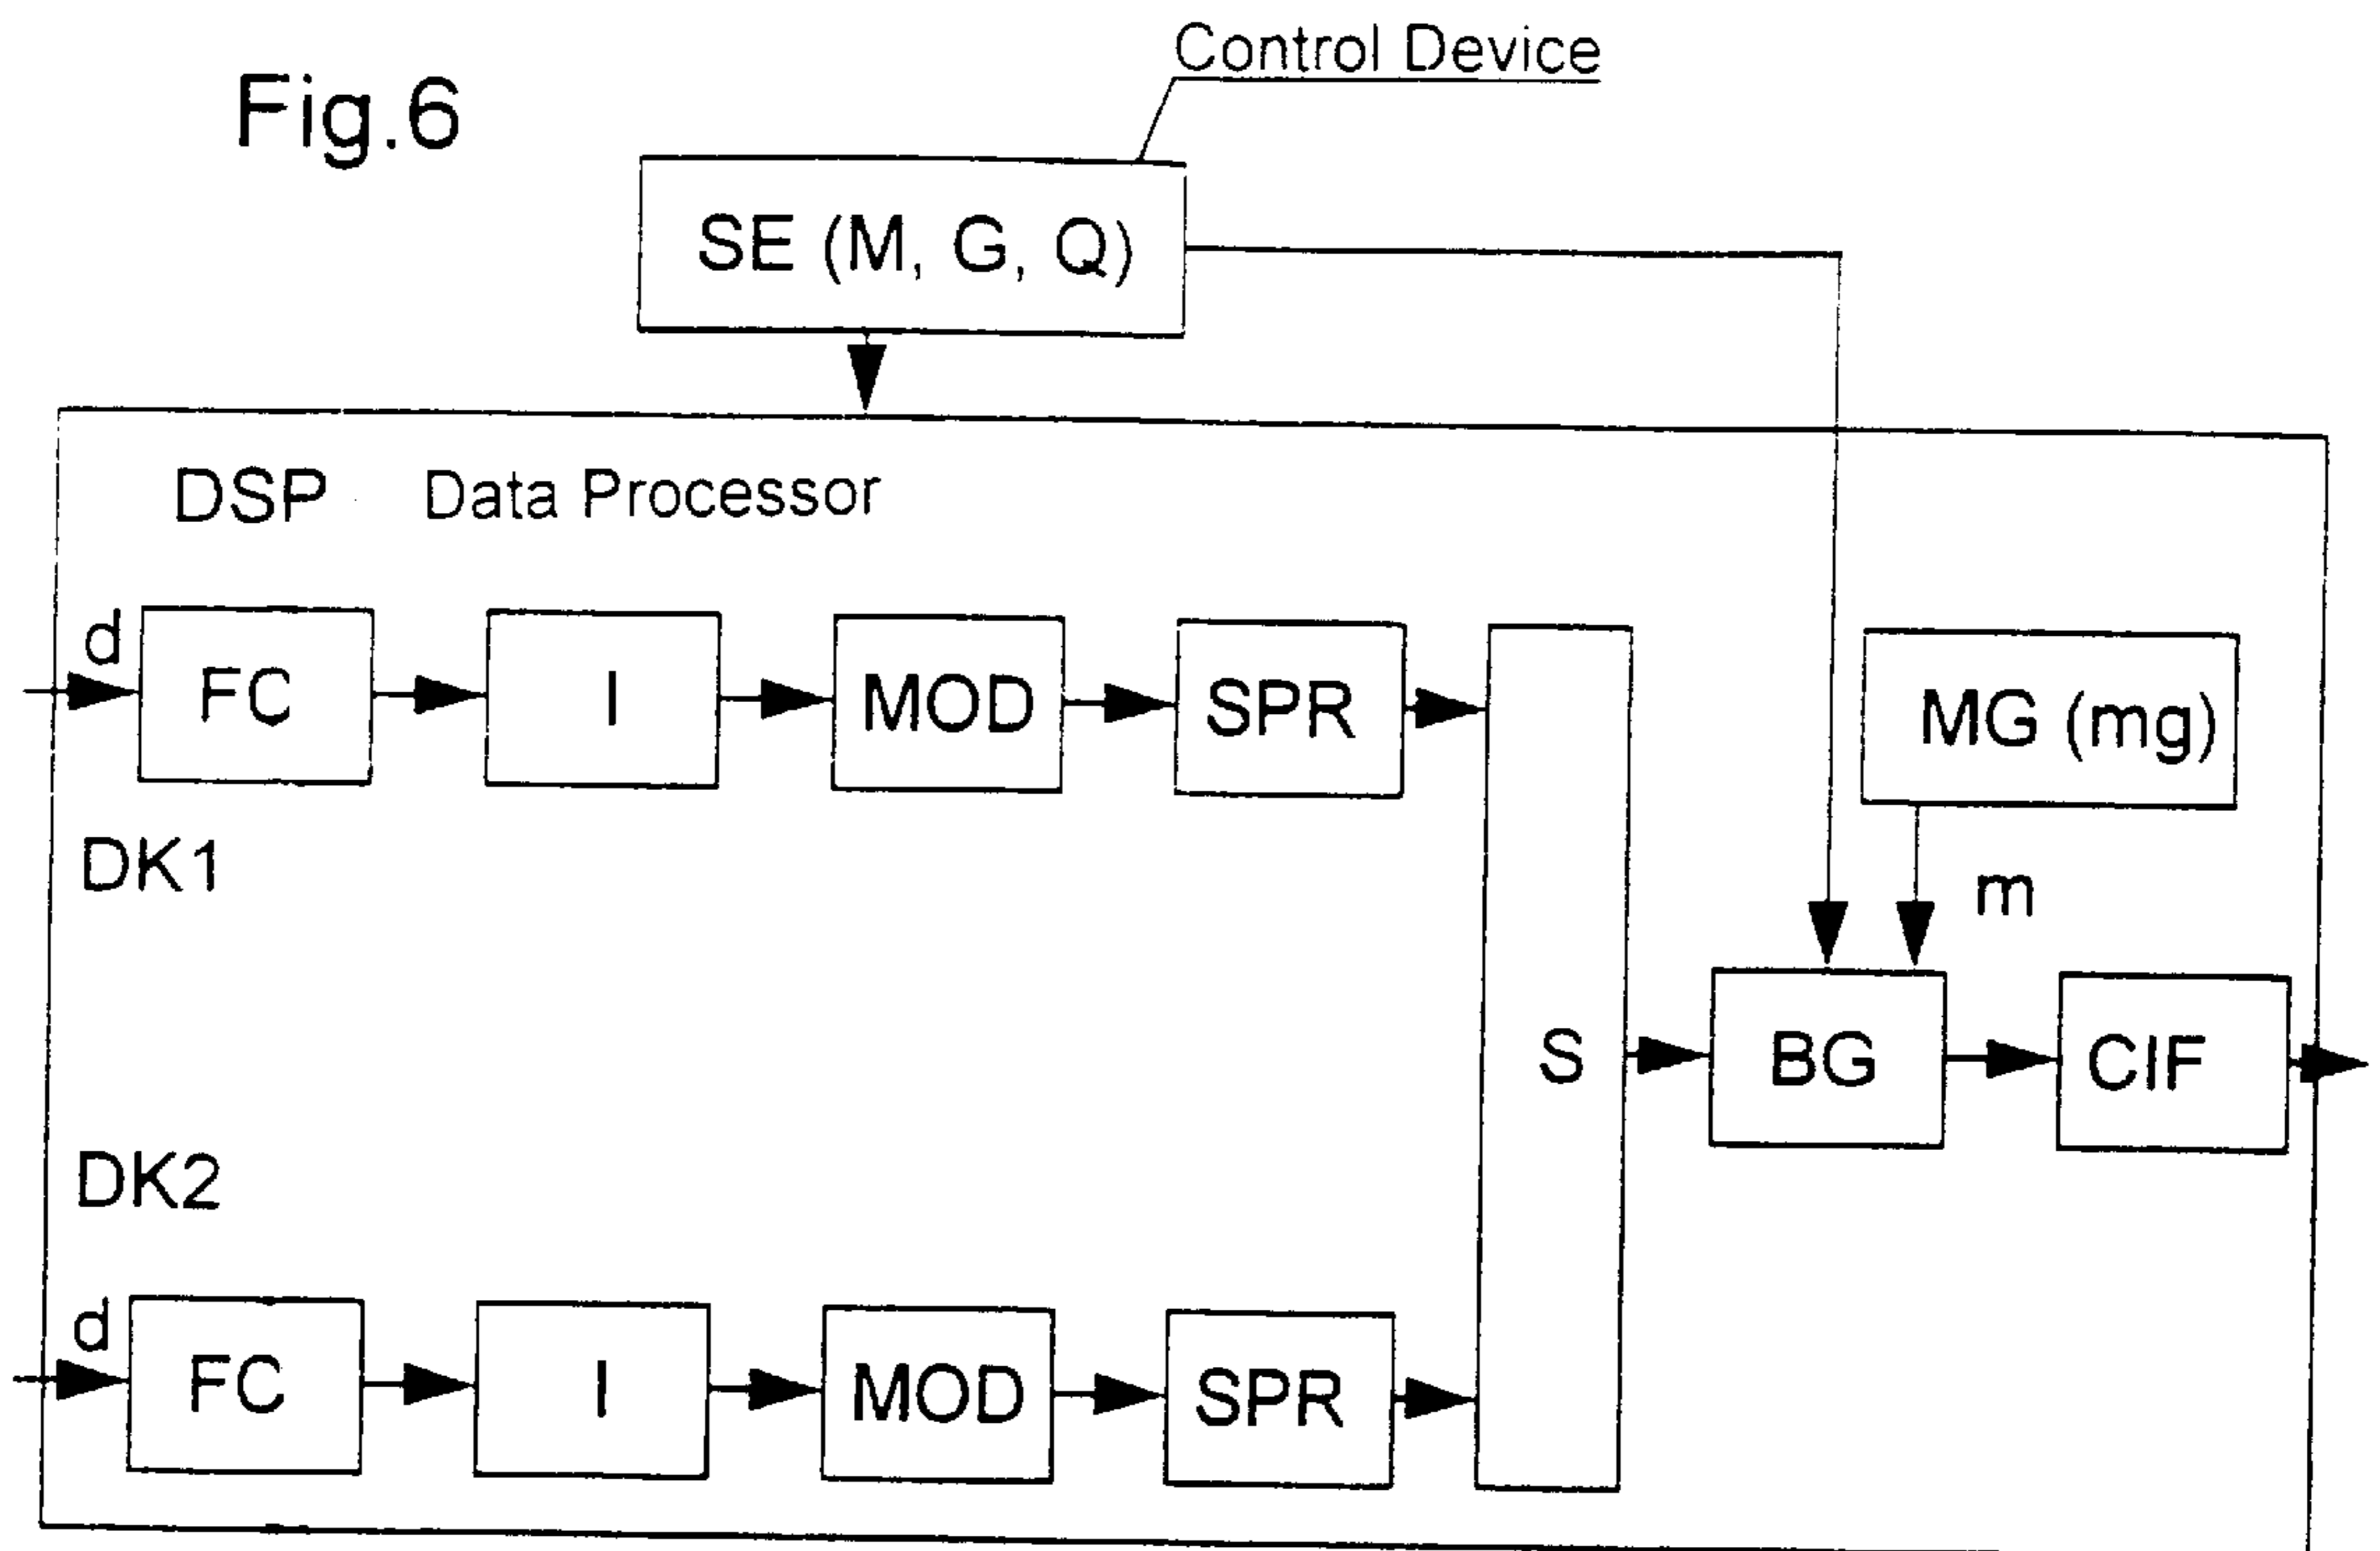 Control Device
Fig.6
SE (M, G, Q)
DSP Data Processor
d
FC
I
MOD
SPR
MG (mg)
DK1
m
S
BG
CIF
DK2
d
FC
I
MOD
SPR